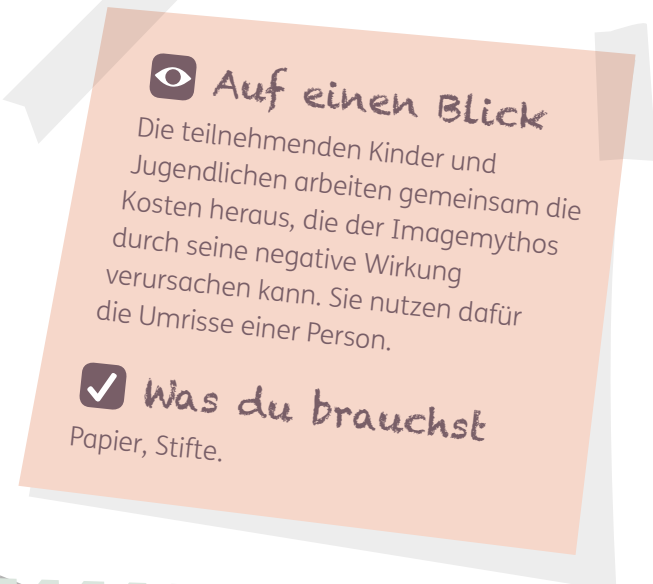 Auf einen Blick
Die teilnehmenden Kinder und
Jugendlichen arbeiten gemeinsam die
Kosten heraus, die der Imagemythos
durch seine negative Wirkung
verursachen kann. Sie nutzen dafür
die Umrisse einer Person.
Was du brauchst
Papier, Stifte.